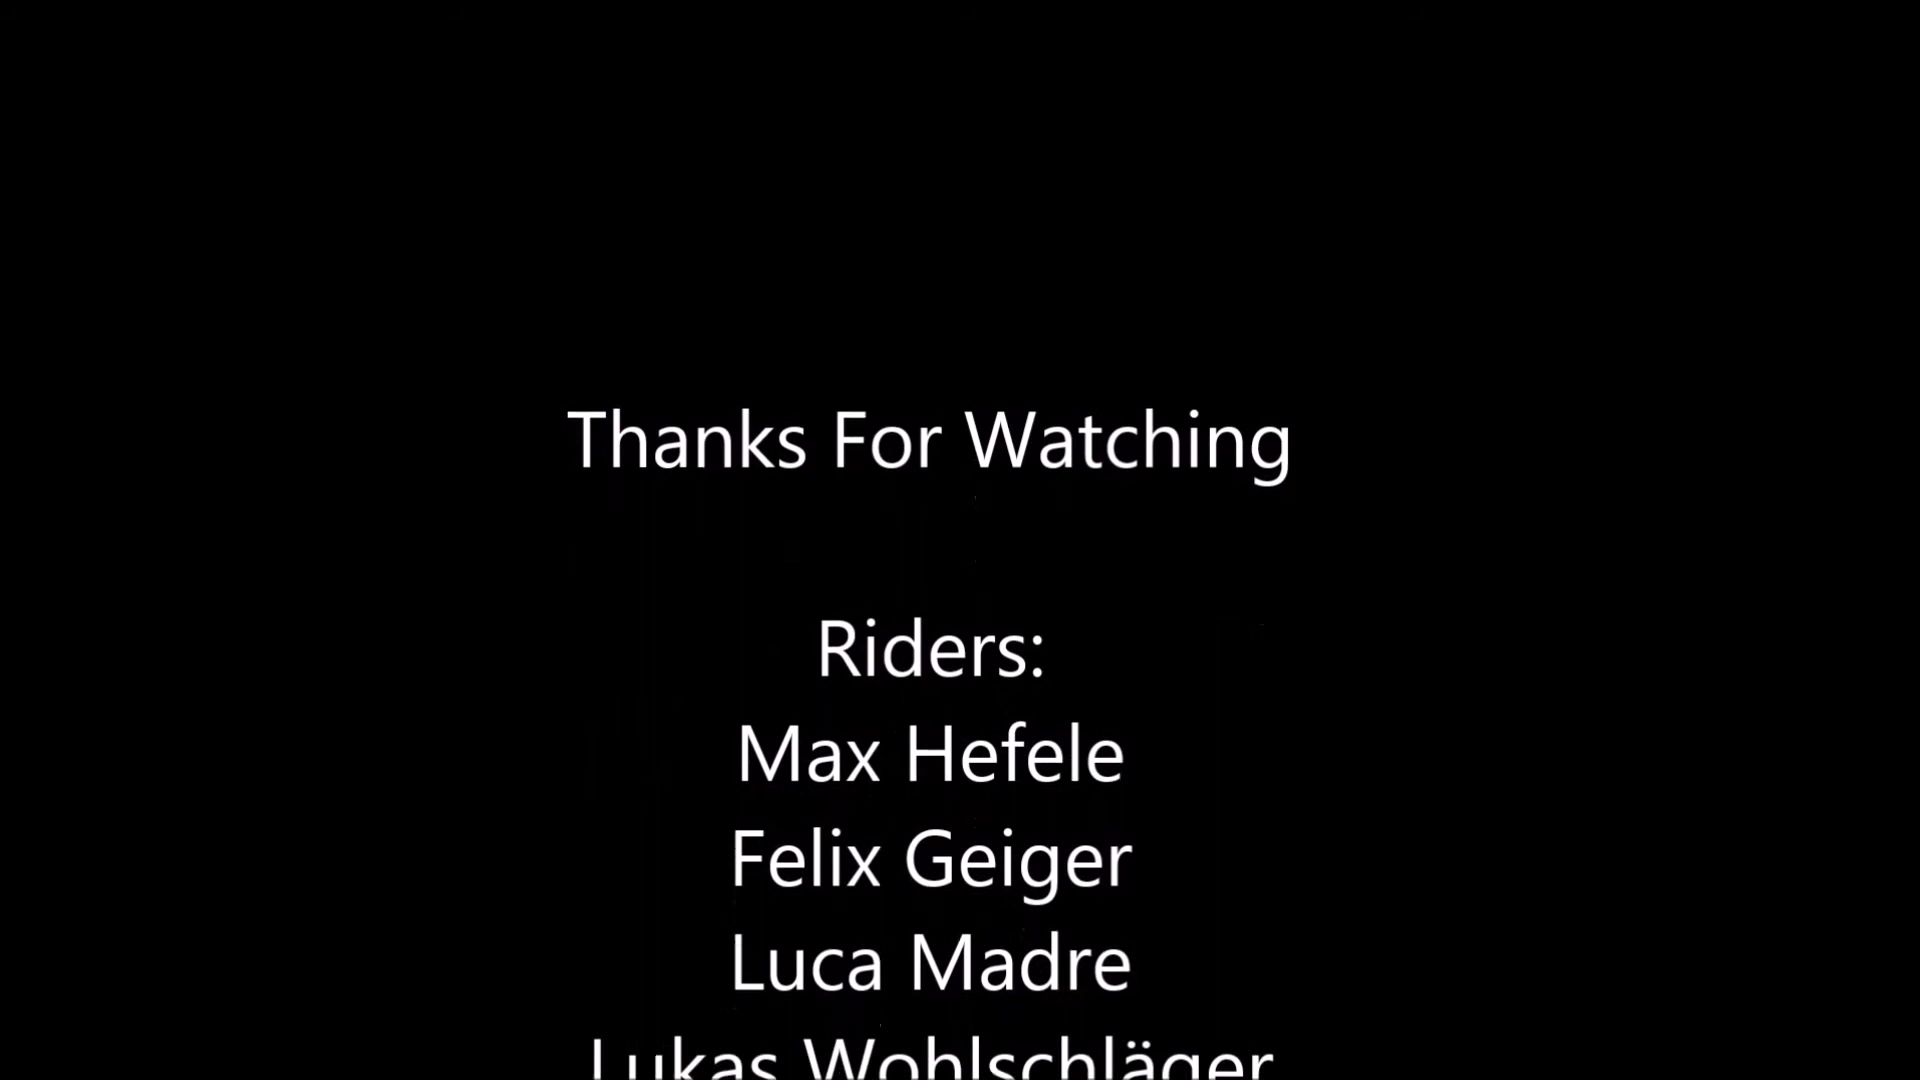 Thanks For Watching
Riders:
Max Hefele
Felix Geiger
Luca Madre
Lukas Wohlschläger